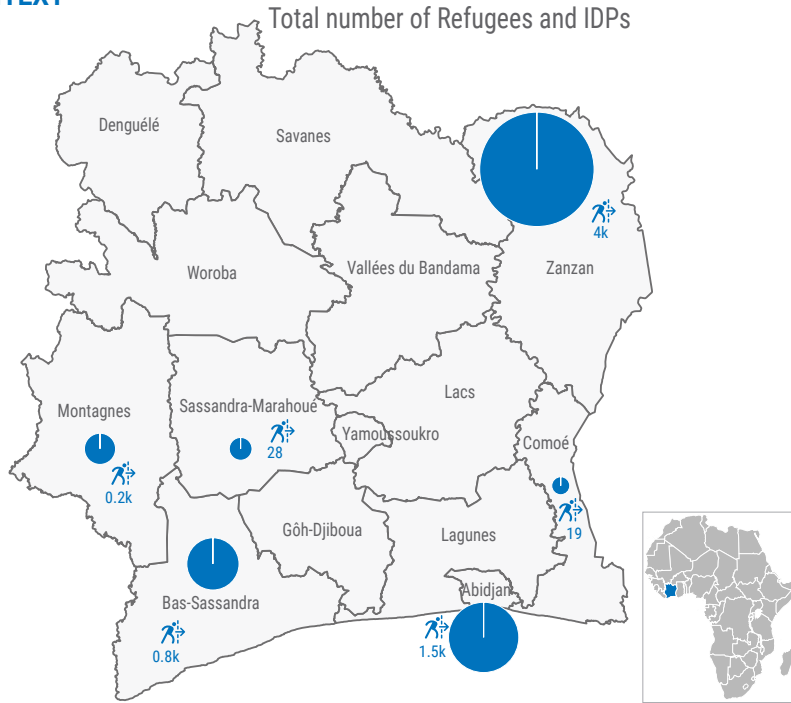 TEXT
Total number of Refugees and IDPs
Denguélé
Savanes
4k
Woroba
Vallées du Bandama
Zanzan
Montagnes
Sassandra-Marahoué
Lacs
Yamoussoukro
Comoé
28
0.2k
Gôh-Djiboua
Lagunes
19
Bas-Sassandra
Abidjan
0.8k
1.5k